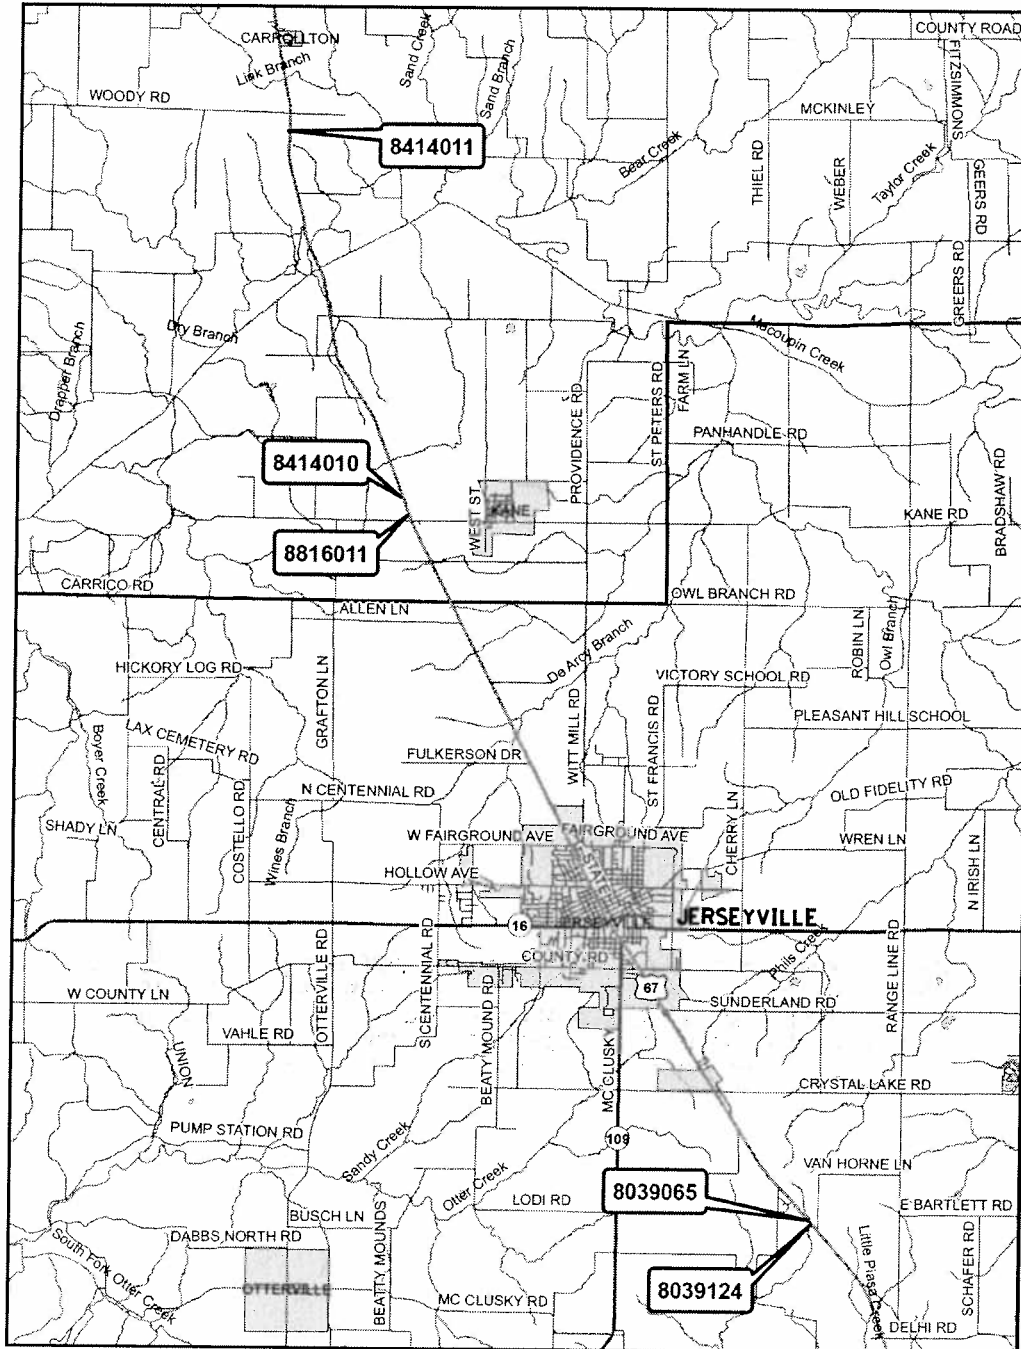 COUNTY ROAD
CARROLLTON
Link Branch
Sand Creek
Sand Branch
FITZSIMMONS
WOODY RD
MCKINLEY
8414011
Bear Creek
THIEL RD
WEBER
Taylor Creek
GEERS RD
GREERS RD
Dry Branch
Drapper Branch
Macoupin Creek
FARM LN
ST PETERS RD
PROVIDENCE RD
PANHANDLE RD
8414010
WEST ST
KANE
KANE RD
BRADSHAW RD
8816011
CARRICO RD
ALLEN LN
OWL BRANCH RD
De Arcy Branch
ROBIN LN
Owl Branch
HICKORY LOG RD
GRAFTON LN
VICTORY SCHOOL RD
WITT MILL RD
ST FRANCIS RD
PLEASANT HILL SCHOOL
Boyer Creek
LAX CEMETERY RD
CENTRAL RD
FULKERSON DR
N CENTENNIAL RD
OLD FIDELITY RD
SHADY LN
COSTELLO RD
Wines Branch
W FAIRGROUND AVE
FAIRGROUND AVE
CHERRY LN
WREN LN
HOLLOW AVE
STATE
N IRISH LN
16
JERSEYVILLE
JERSEYVILLE
COUNTY RD
Phils Creek
OTTERVILLE RD
S CENTENNIAL RD
RANGE LINE RD
W COUNTY LN
67
SUNDERLAND RD
VAHLE RD
UNION
BEATY MOUND RD
MC CLUSKY
CRYSTAL LAKE RD
PUMP STATION RD
Sandy Creek
109
VAN HORNE LN
Otter Creek
LODI RD
8039065
E BARTLETT RD
BUSCH LN
DABBS NORTH RD
BEATTY MOUNDS
South Fork Otter Creek
OTTERVILLE
Little Piasa Creek
SCHAFER RD
8039124
MC CLUSKY RD
DELHI RD